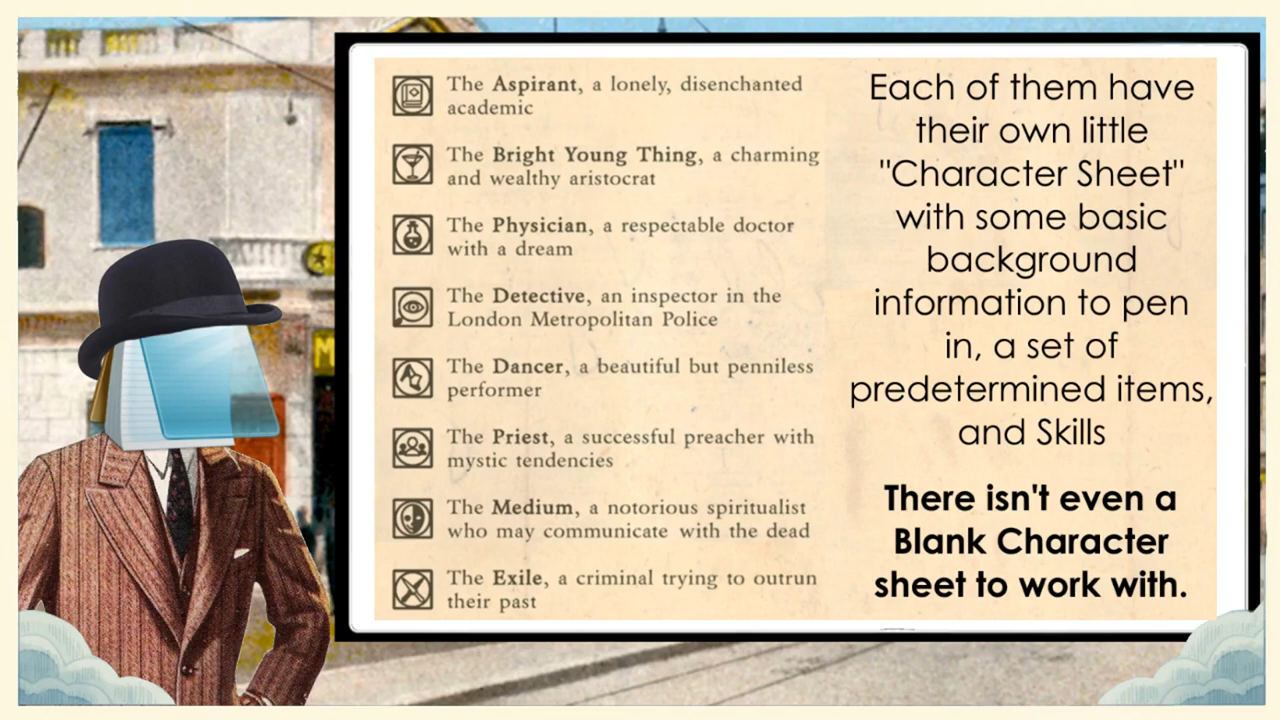 The Aspirant, a lonely, disenchanted
academic
The Bright Young Thing, a charming
and wealthy aristocrat
The Physician, a respectable doctor
with a dream
The Detective, an inspector in the
London Metropolitan Police
The Dancer, a beautiful but penniless
performer
The Priest, a successful preacher with
mystic tendencies
The Medium, a notorious spiritualist
who may communicate with the dead
The Exile, a criminal trying to outrun
their past
Each of them have
their own little
"Character Sheet"
with some basic
background
information to pen
in, a set of
predetermined items,
and Skills
There isn't even a
Blank Character
sheet to work with.